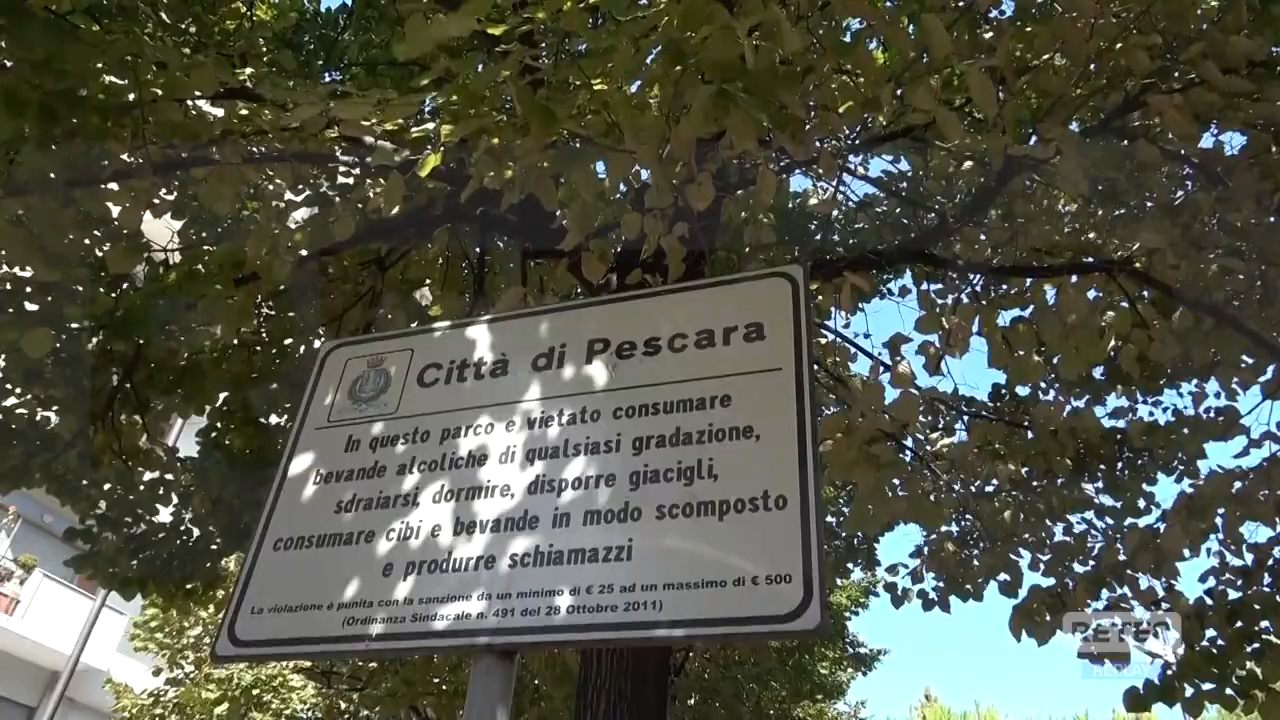 Città di Pescara
In questo parco e vietato consumare
bevande alcoliche di qualsiasi gradazione,
sdraiarsi, dormire, disporre giacigli,
consumare cibi e bevande in modo scomposto
e produrre schiamazzi
La violazione è punita con la sanzione da un minimo di € 25 ad un massimo di € 500
(Ordinanza Sindacale n. 491 del 28 Ottobre 2011)
RETE8
REPLAY